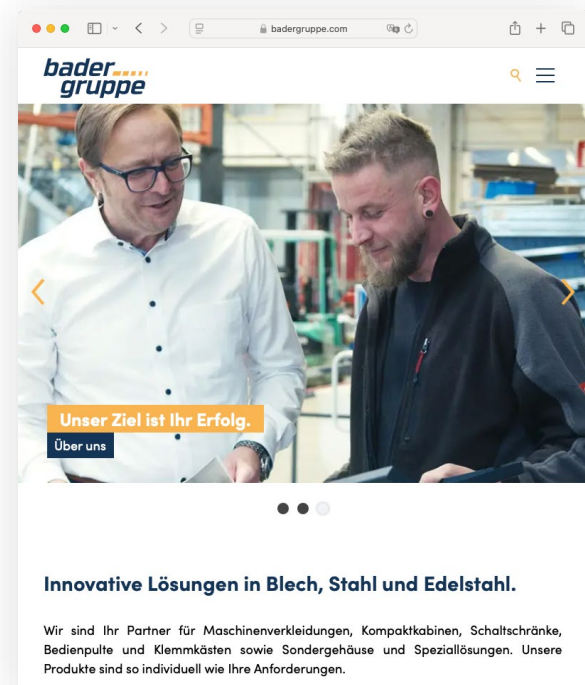 badergruppe.com
bader
gruppe
Unser Ziel ist Ihr Erfolg.
Über uns
Innovative Lösungen in Blech, Stahl und Edelstahl.
Wir sind Ihr Partner für Maschinenverkleidungen, Kompaktkabinen, Schaltschränke,
Bedienpulte und Klemmkästen sowie Sondergehäuse und Speziallösungen. Unsere
Produkte sind so individuell wie Ihre Anforderungen.